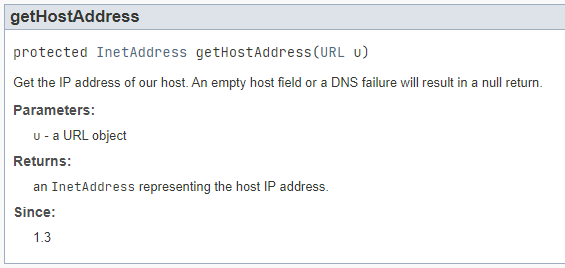 getHostAddress
protected InetAddress getHostAddress(URL u)
Get the IP address of our host. An empty host field or a DNS failure will result in a null return.
Parameters:
u - a URL object
Returns:
an InetAddress representing the host IP address.
Since:
1.3